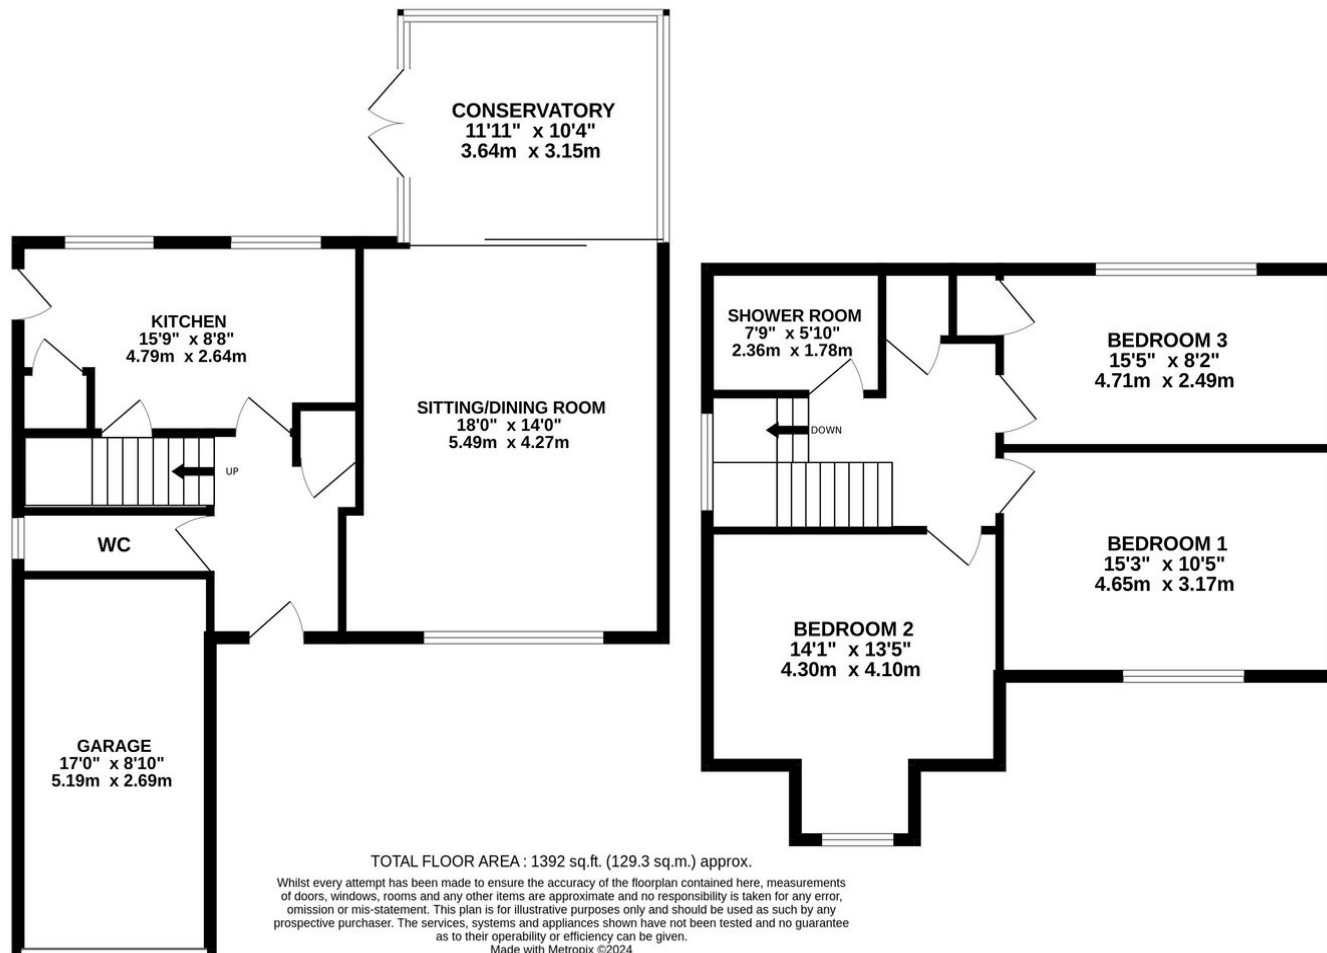 CONSERVATORY
11'11" x 10'4"
3.64m x 3.15m
KITCHEN
15'9" x 8'8"
4.79m x 2.64m
SITTING/DINING ROOM
18'0" x 14'0"
5.49m x 4.27m
UP
WC
GARAGE
17'0" x 8'10"
5.19m x 2.69m
SHOWER ROOM
7'9" x 5'10"
2.36m x 1.78m
DOWN
BEDROOM 3
15'5" x 8'2"
4.71m x 2.49m
BEDROOM 1
15'3" x 10'5"
4.65m x 3.17m
BEDROOM 2
14'1" x 13'5"
4.30m x 4.10m
TOTAL FLOOR AREA : 1392 sq.ft. (129.3 sq.m.) approx.
Whilst every attempt has been made to ensure the accuracy of the floorplan contained here, measurements
of doors, windows, rooms and any other items are approximate and no responsibility is taken for any error,
omission or mis-statement. This plan is for illustrative purposes only and should be used as such by any
prospective purchaser. The services, systems and appliances shown have not been tested and no guarantee
as to their operability or efficiency can be given.
Made with Metropix ©2024